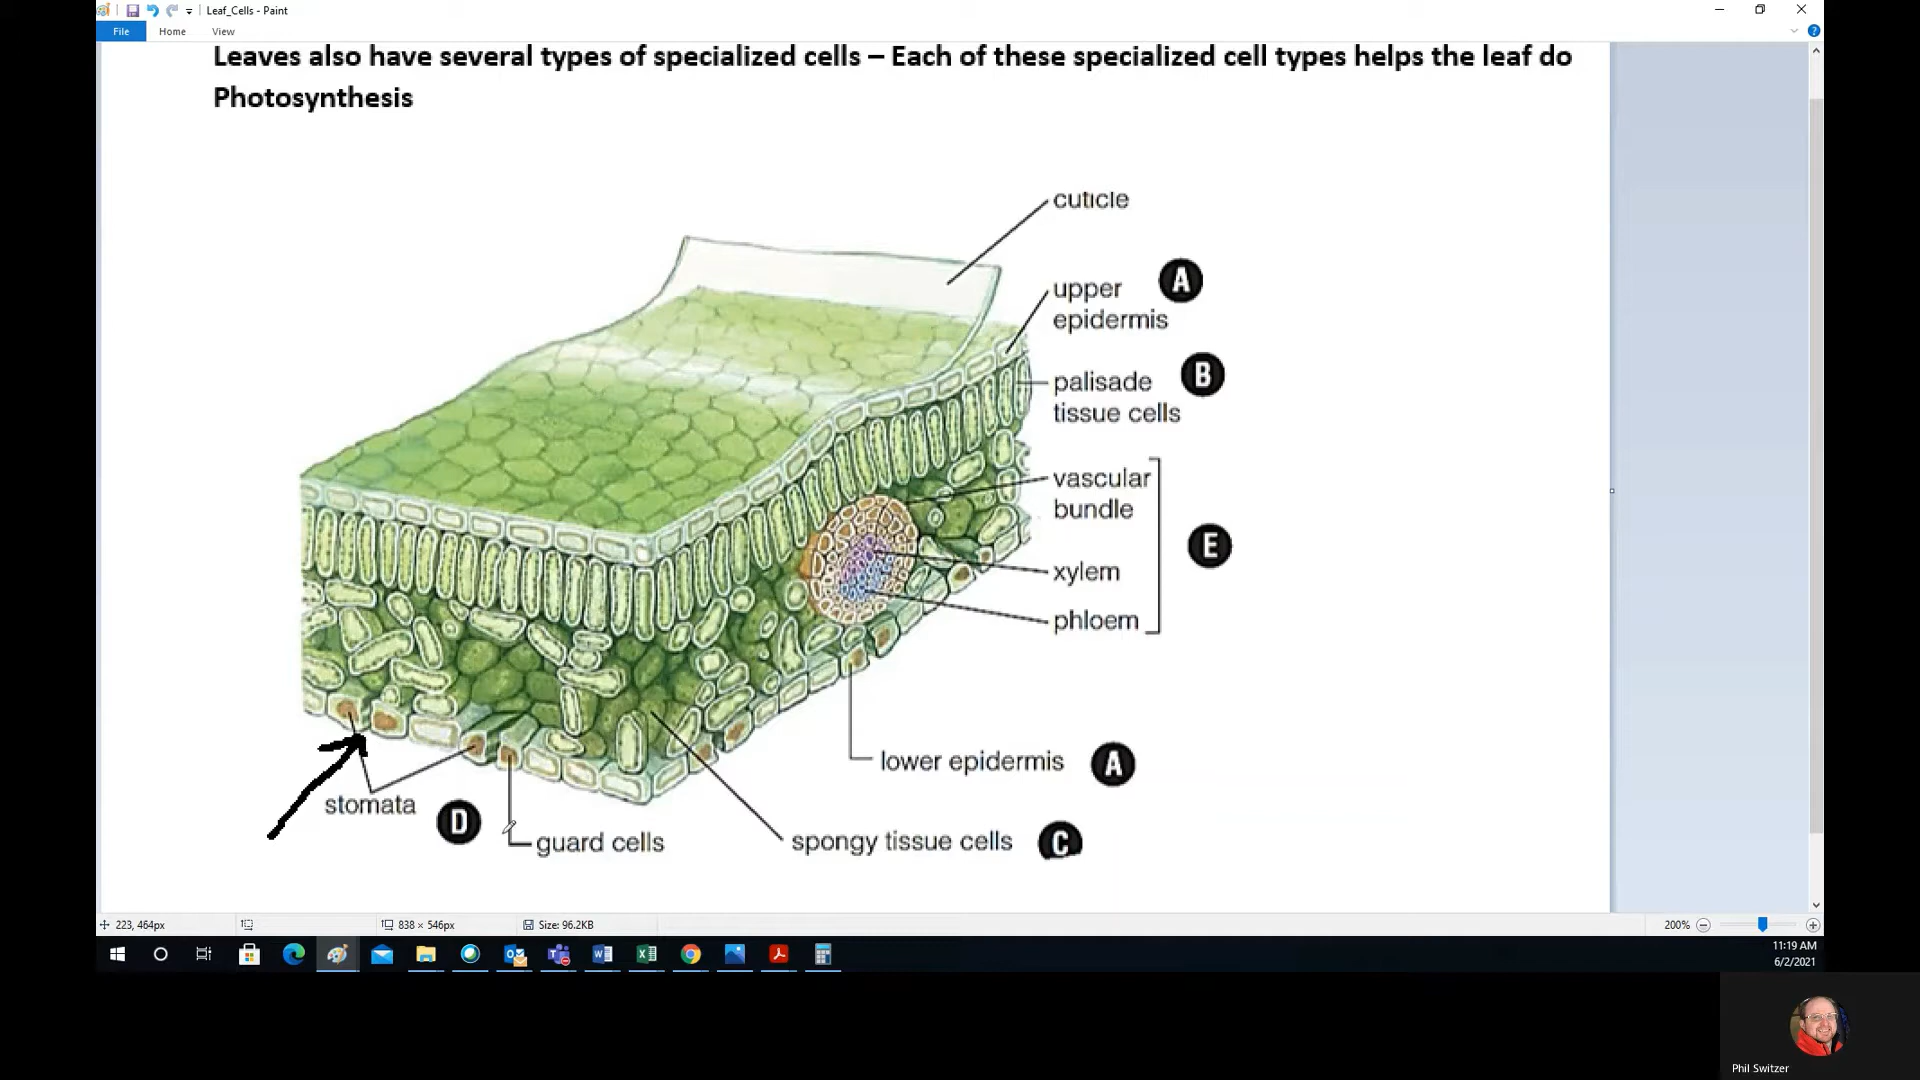 Leaf_Cells - Paint
File Home View
Leaves also have several types of specialized cells – Each of these specialized cell types helps the leaf do
Photosynthesis
cuticle
upper
epidermis
A
palisade
tissue cells
B
vascular
bundle
xylem
phloem
E
lower epidermis A
stomata
D
guard cells
spongy tissue cells C
223, 464px 838 × 546px Size: 96.2KB 200%
11:19 AM
6/2/2021
Phil Switzer